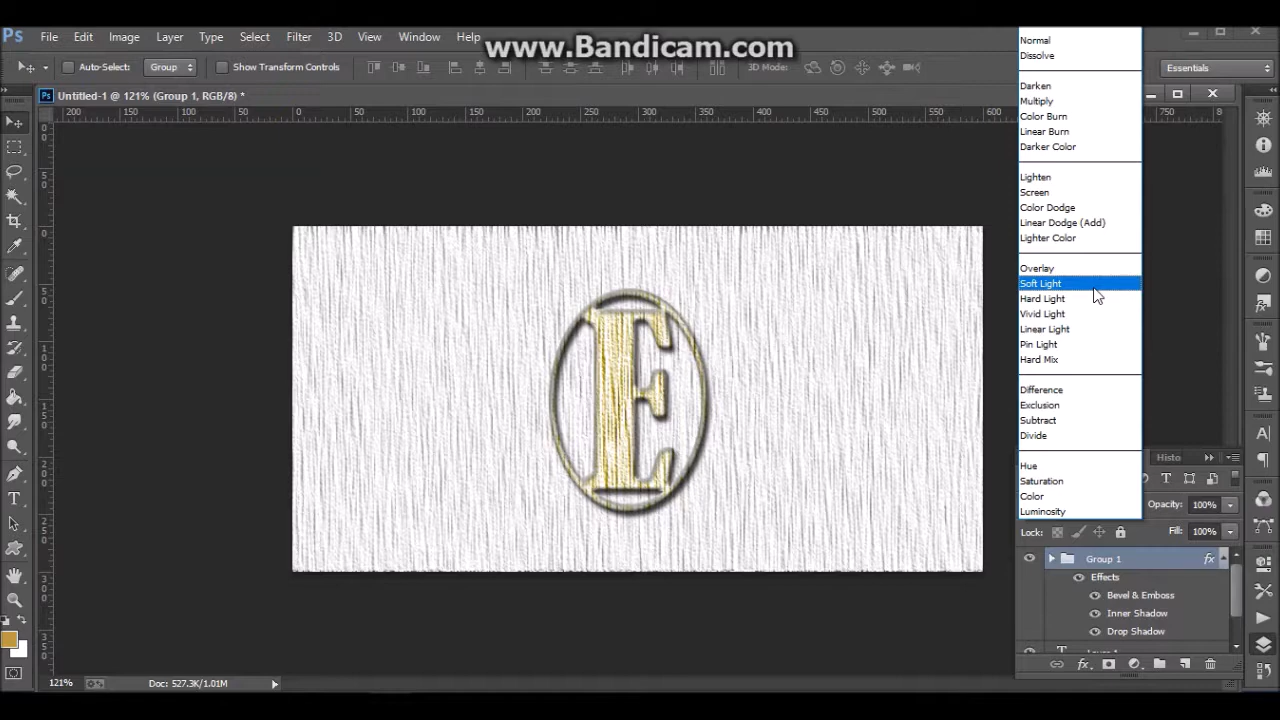 Ps File Edit Image Layer Type Select Filter 3D View Window Help
www.Bandicam.com
Auto-Select: Group Show Transform Controls 3D Mode: Essentials
Ps Untitled-1 @ 121% (Group 1, RGB/8) *
200 150 100 50 0 50 100 150 200 250 300 350 400 450 500 550 600 750
Normal
Dissolve
Darken
Multiply
Color Burn
Linear Burn
Darker Color
Lighten
Screen
Color Dodge
Linear Dodge (Add)
Lighter Color
Overlay
Soft Light
Hard Light
Vivid Light
Linear Light
Pin Light
Hard Mix
Difference
Exclusion
Subtract
Divide
Hue
Saturation
Color
Luminosity
E
Histo
Opacity: 100%
Lock: Fill: 100%
Group 1 fx
Effects
Bevel & Emboss
Inner Shadow
Drop Shadow
fx
121% Doc: 527.3K/1.01M